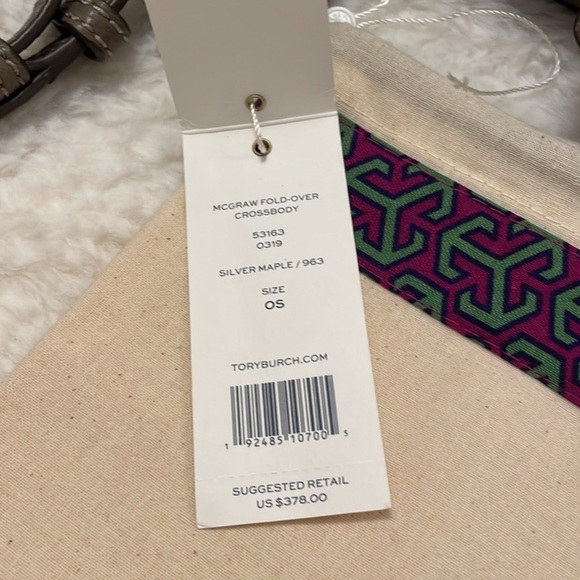 MCGRAW FOLD-OVER
CROSSBODY
53163
0319
SILVER MAPLE / 963
SIZE
OS
TORYBURCH.COM
1 92485 10700 5
SUGGESTED RETAIL
US $378.00